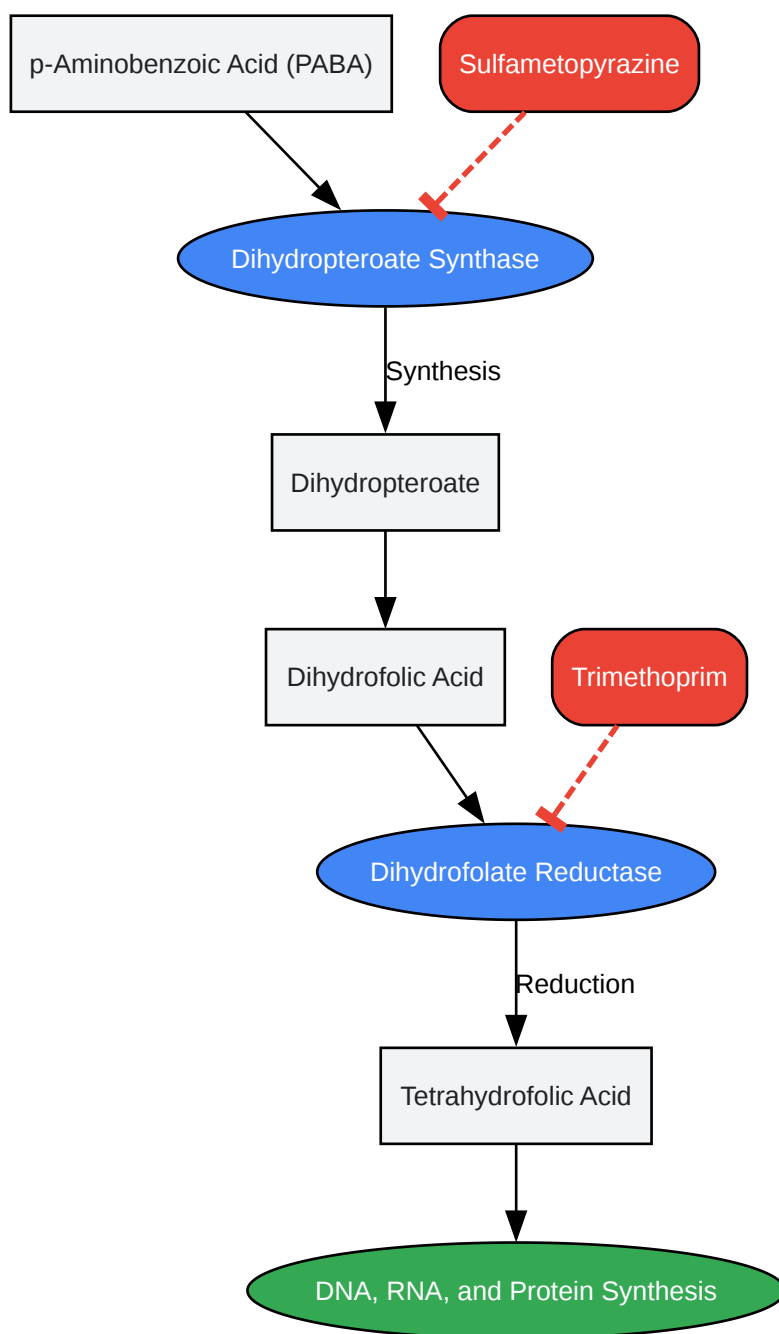 p-Aminobenzoic Acid (PABA)
Sulfametopyrazine
Dihydropteroate Synthase
Synthesis
Dihydropteroate
Dihydrofolic Acid
Trimethoprim
Dihydrofolate Reductase
Reduction
Tetrahydrofolic Acid
DNA, RNA, and Protein Synthesis